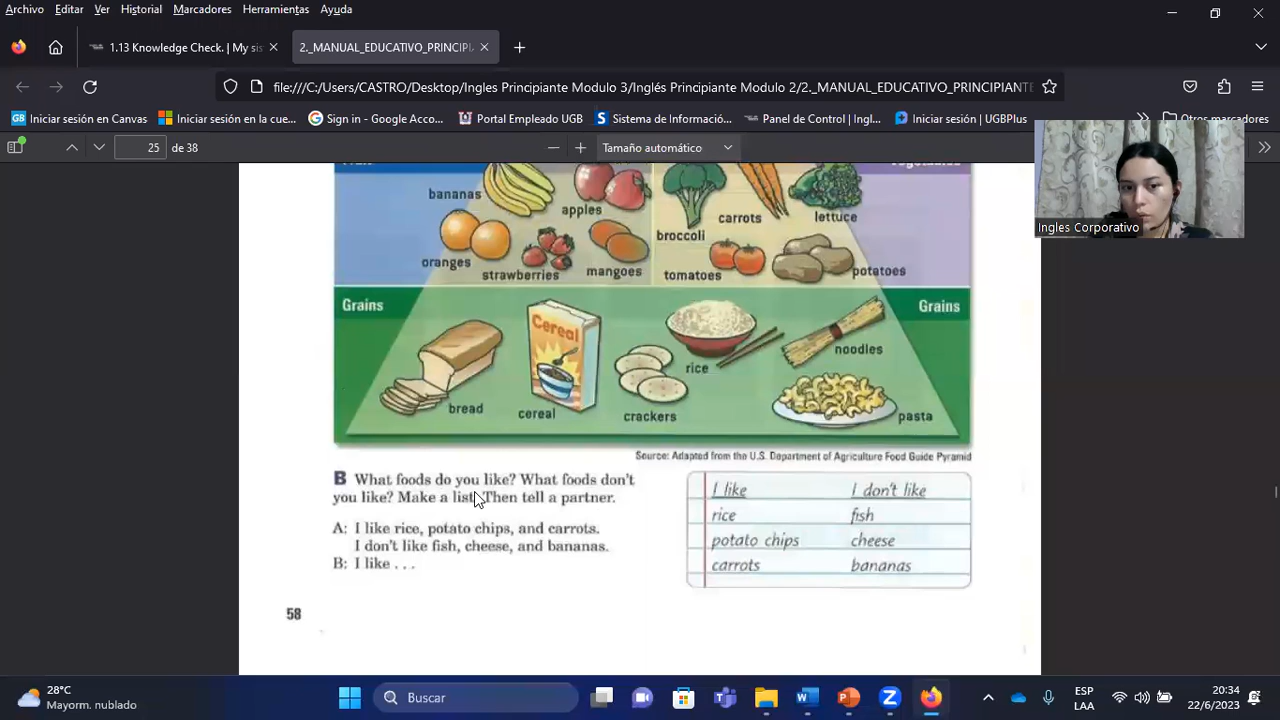 Archivo Editar Ver Historial Marcadores Herramientas Ayuda
1.13 Knowledge Check. | My sis
2._MANUAL_EDUCATIVO_PRINCIPI
file:///C:/Users/CASTRO/Desktop/Ingles Principiante Modulo 3/Inglés Principiante Modulo 2/2._MANUAL_EDUCATIVO_PRINCIPIANTE
Iniciar sesión en Canvas
Iniciar sesión en la cue...
Sign in - Google Acco...
Portal Empleado UGB
Sistema de Informació...
Panel de Control | Ingl...
Iniciar sesión | UGBPlus
Otros marcadores
25 de 38
Tamaño automático
Ingles Corporativo
bananas
apples
carrots
lettuce
broccoli
oranges
strawberries
mangoes
tomatoes
potatoes
Grains
Grains
Cereal
noodles
rice
bread
cereal
crackers
pasta
Source: Adapted from the U.S. Department of Agriculture Food Guide Pyramid
B What foods do you like? What foods don't
you like? Make a list. Then tell a partner.
A: I like rice, potato chips, and carrots.
I don't like fish, cheese, and bananas.
B: I like . . .
I like I don't like
rice fish
potato chips cheese
carrots bananas
58
28°C
Mayorm. nublado
Buscar
ESP
LAA
20:34
22/6/2023